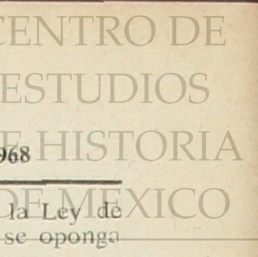 CENTRO DE
ESTUDIOS
968
E HISTORIA
DE MEXICO
la Ley de
se oponga